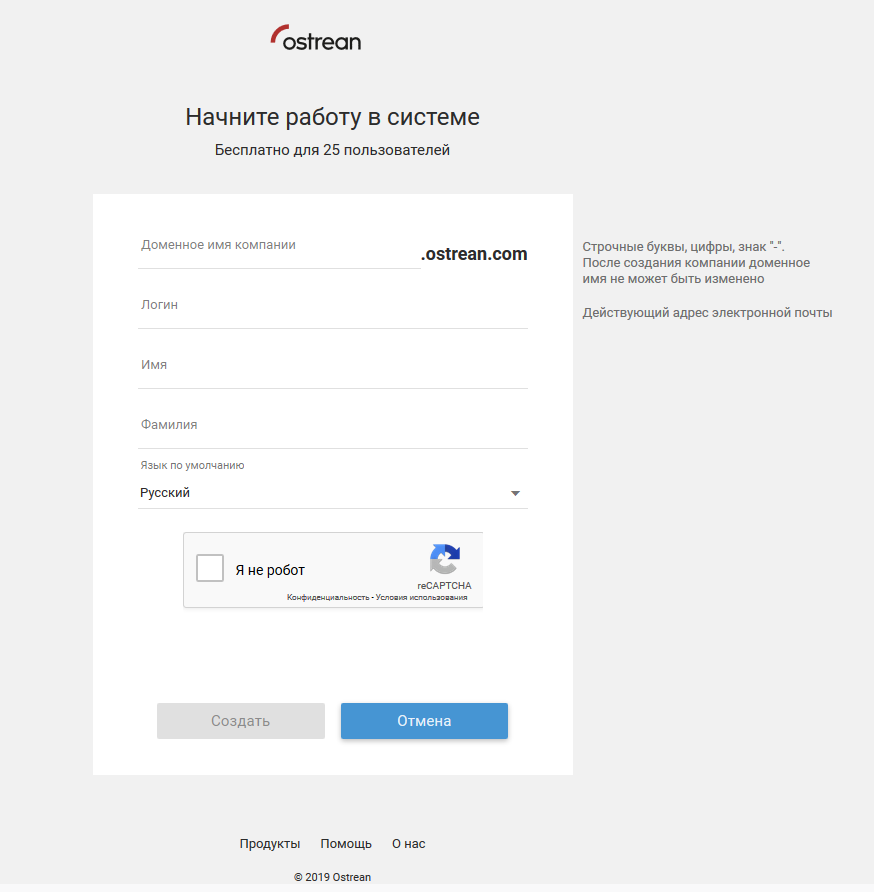 ostrean
Начните работу в системе
Бесплатно для 25 пользователей
Доменное имя компании
.ostrean.com
Строчные буквы, цифры, знак "-".
После создания компании доменное
имя не может быть изменено
Логин
Действующий адрес электронной почты
Имя
Фамилия
Язык по умолчанию
Русский
Я не робот
reCAPTCHA
Конфиденциальность - Условия использования
Создать
Отмена
Продукты Помощь О нас
© 2019 Ostrean